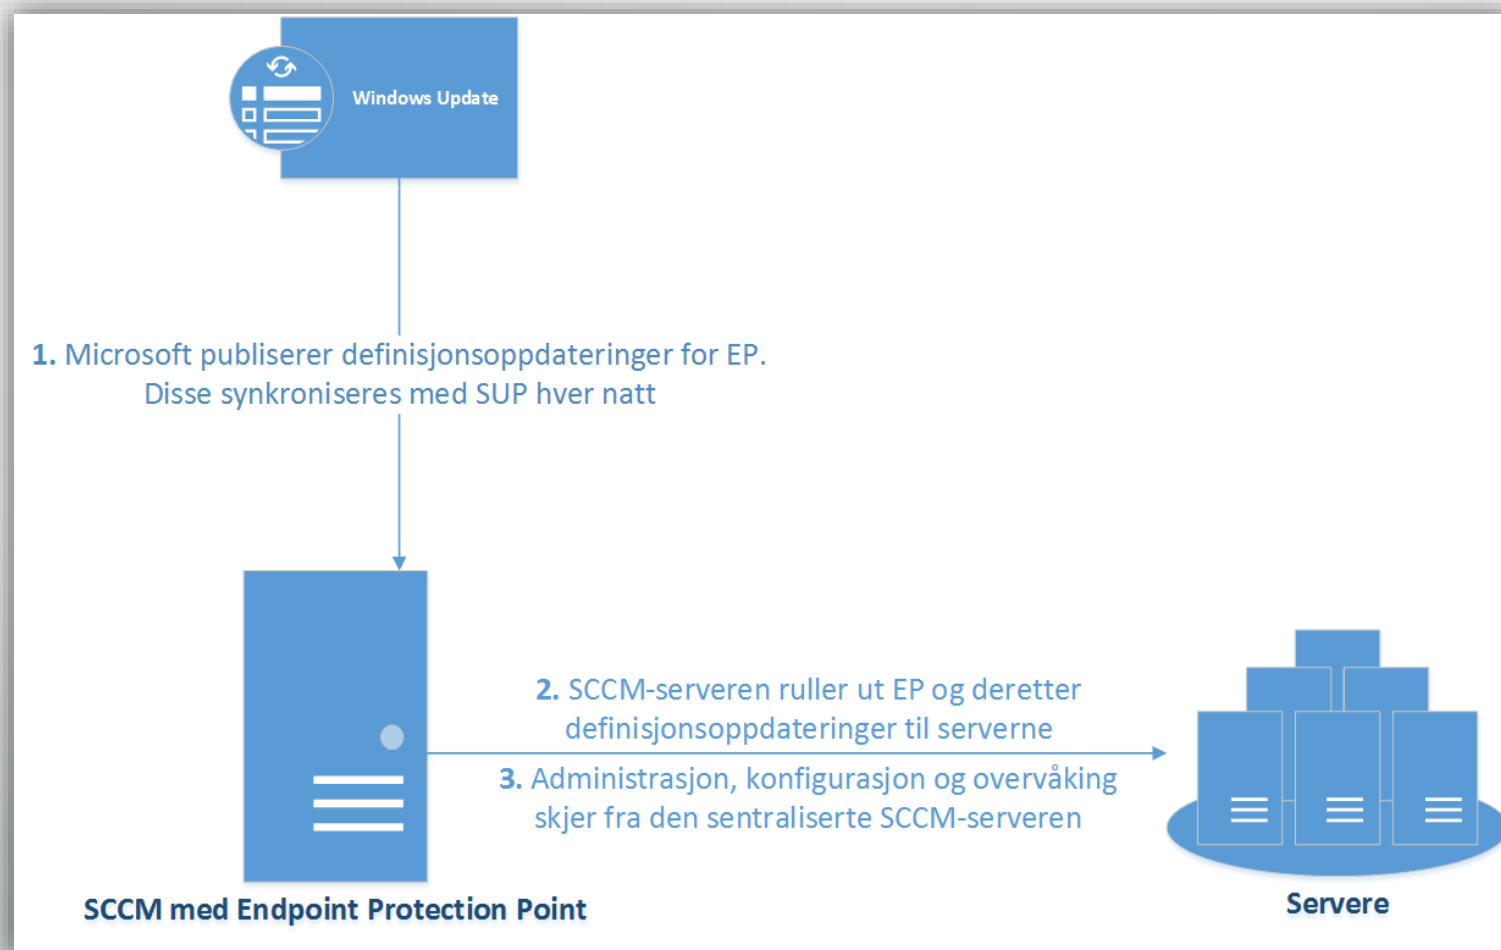 Windows Update
1. Microsoft publiserer definisjonsoppdateringer for EP.
Disse synkroniseres med SUP hver natt
2. SCCM-serveren ruller ut EP og deretter
definisjonsoppdateringer til serverne
3. Administrasjon, konfigurasjon og overvåking
skjer fra den sentraliserte SCCM-serveren
SCCM med Endpoint Protection Point
Servere